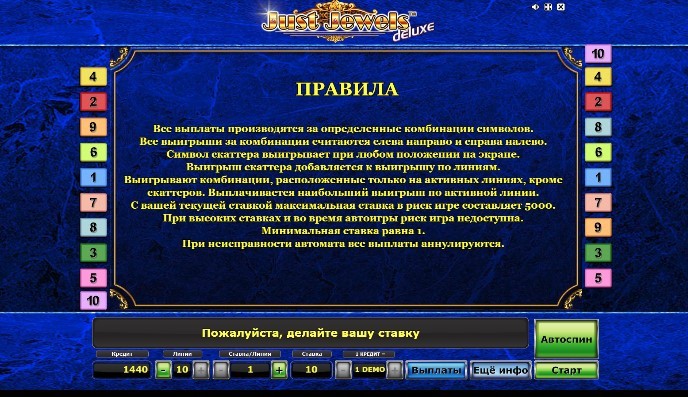 Just Jewels™
deluxe
ПРАВИЛА
Все выплаты производятся за определенные комбинации символов.
Все выигрыши за комбинации считаются слева направо и справа налево.
Символ скаттера выигрывает при любом положении на экране.
Выигрыш скаттера добавляется к выигрышу по линиям.
Выигрывают комбинации, расположенные только на активных линиях, кроме
скаттеров. Выплачивается наибольший выигрыш по активной линии.
С вашей текущей ставкой максимальная ставка в риск игре составляет 5000.
При высоких ставках и во время автоигры риск игра недоступна.
Минимальная ставка равна 1.
При неисправности автомата все выплаты аннулируются.
4
2
9
6
1
7
8
3
5
10
10
4
2
8
6
1
7
9
3
5
Пожалуйста, делайте вашу ставку
Автоспин
Кредит Линии Ставка/Линия Ставка 1 КРЕДИТ =
1440 - 10 + - 1 + 10 1 DEMO Выплаты Ещё инфо Старт